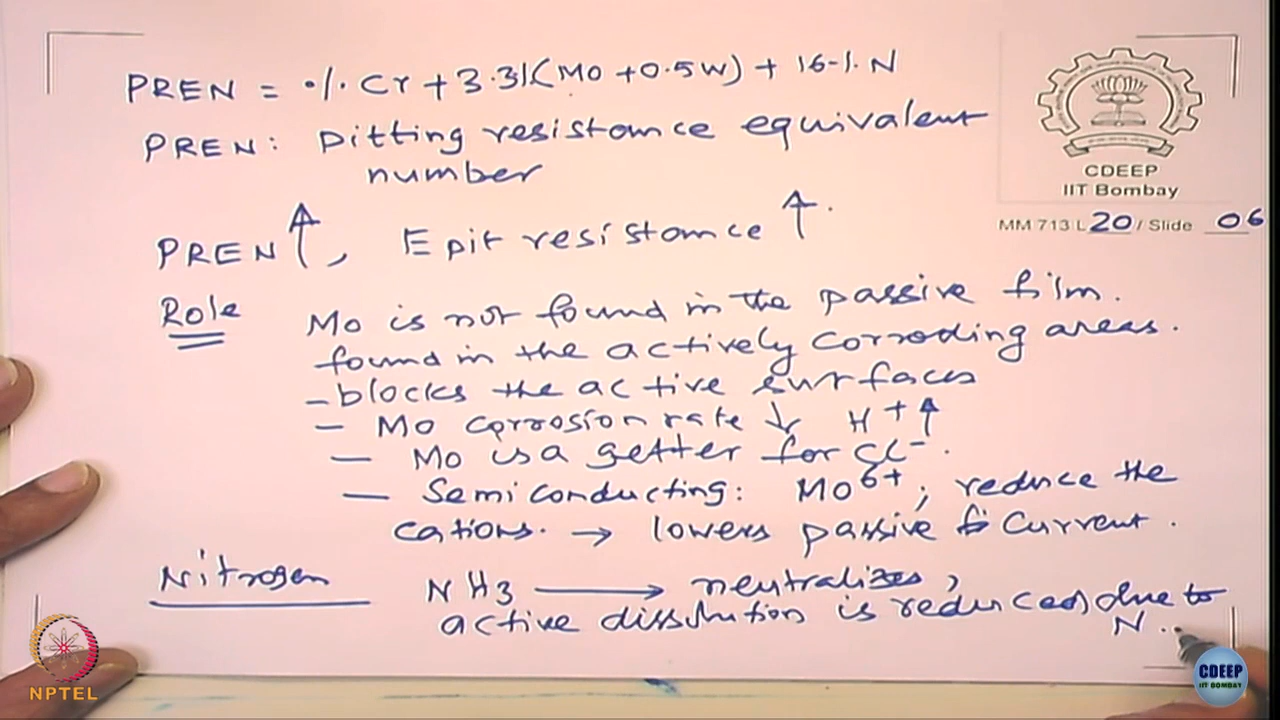 PREN = %. Cr + 3.31(Mo + 0.5W) + 16-1. N
PREN: Pitting resistance equivalent
number
CDEEP
IIT Bombay
MM 713 L 20 / Slide 06
PREN ↑, Epit resistance ↑.
Role
Mo is not found in the passive film.
found in the actively corroding areas.
- blocks the active surfaces
- Mo corrosion rate ↓ H+ ↑
- Mo is a getter for Cl-.
- Semiconducting: Mo6+; reduce the
cations. → lowers passive current.
Nitrogen
NH3 → neutralizes,
active dissolution is reduced due to
N.
NPTEL
CDEEP
IIT BOMBAY